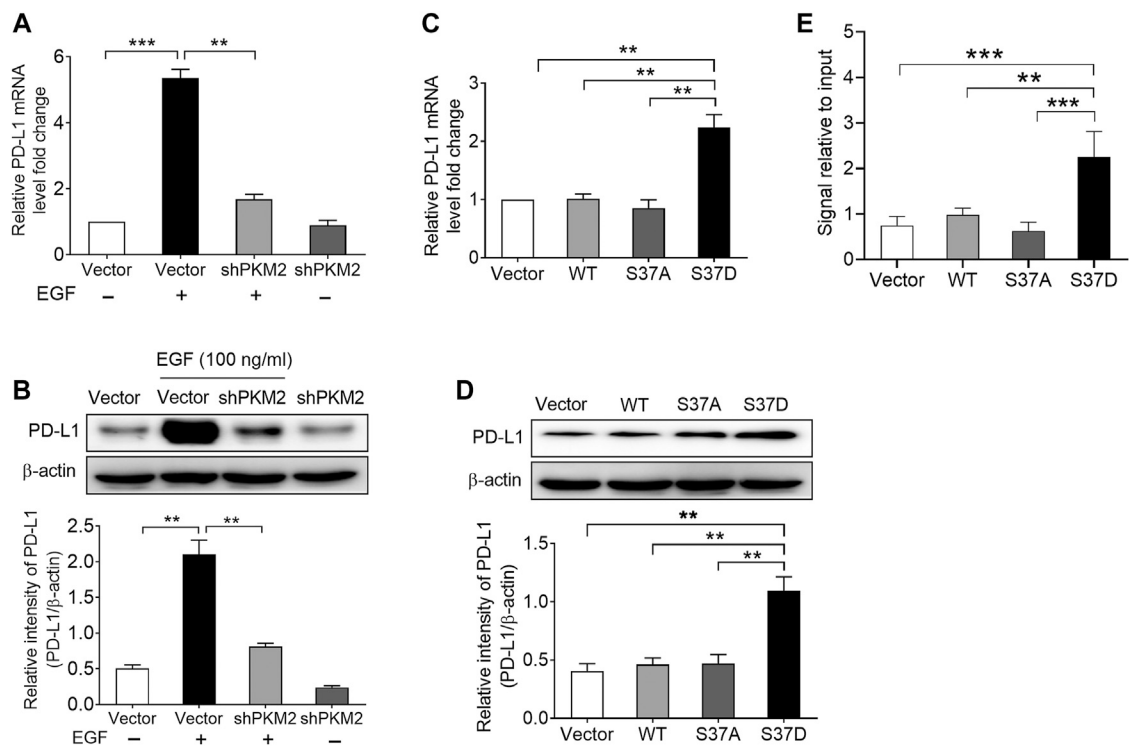 A
Relative PD-L1 mRNA
level fold change
6
4
2
0
***
**
Vector
Vector
shPKM2
shPKM2
EGF
–
+
+
–
B
EGF (100 ng/ml)
Vector
Vector
shPKM2
shPKM2
PD-L1
β-actin
Relative intensity of PD-L1
(PD-L1/β-actin)
2.5
2.0
1.5
1.0
0.5
0.0
**
**
Vector
Vector
shPKM2
shPKM2
EGF
–
+
+
–
C
Relative PD-L1 mRNA
level fold change
3
2
1
0
**
**
**
Vector
WT
S37A
S37D
D
Vector
WT
S37A
S37D
PD-L1
β-actin
Relative intensity of PD-L1
(PD-L1/β-actin)
1.5
1.0
0.5
0.0
**
**
**
Vector
WT
S37A
S37D
E
Signal relative to input
5
4
3
2
1
0
***
**
***
Vector
WT
S37A
S37D